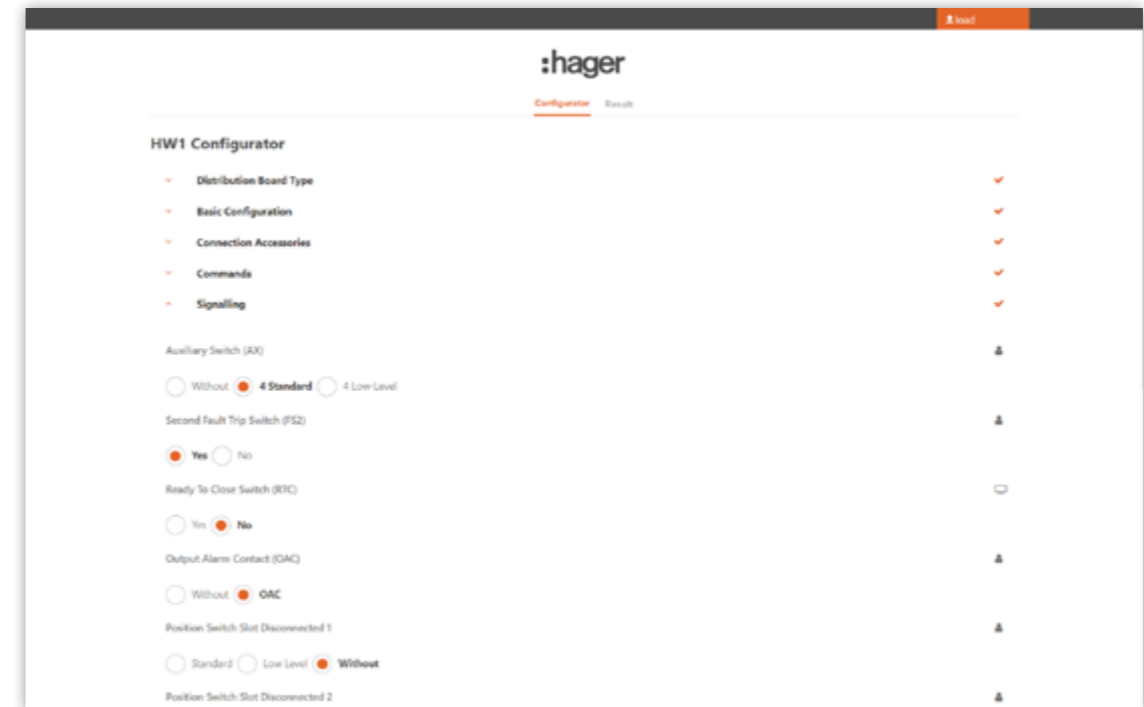 load
:hager
Configurator Result
HW1 Configurator
Distribution Board Type
Basic Configuration
Connection Accessories
Commands
Signalling
Auxiliary Switch (AX)
Without 4 Standard 4 Low Level
Second Fault Trip Switch (FS2)
Yes No
Ready To Close Switch (RTC)
Yes No
Output Alarm Contact (OAC)
Without OAC
Position Switch Slot Disconnected 1
Standard Low Level Without
Position Switch Slot Disconnected 2